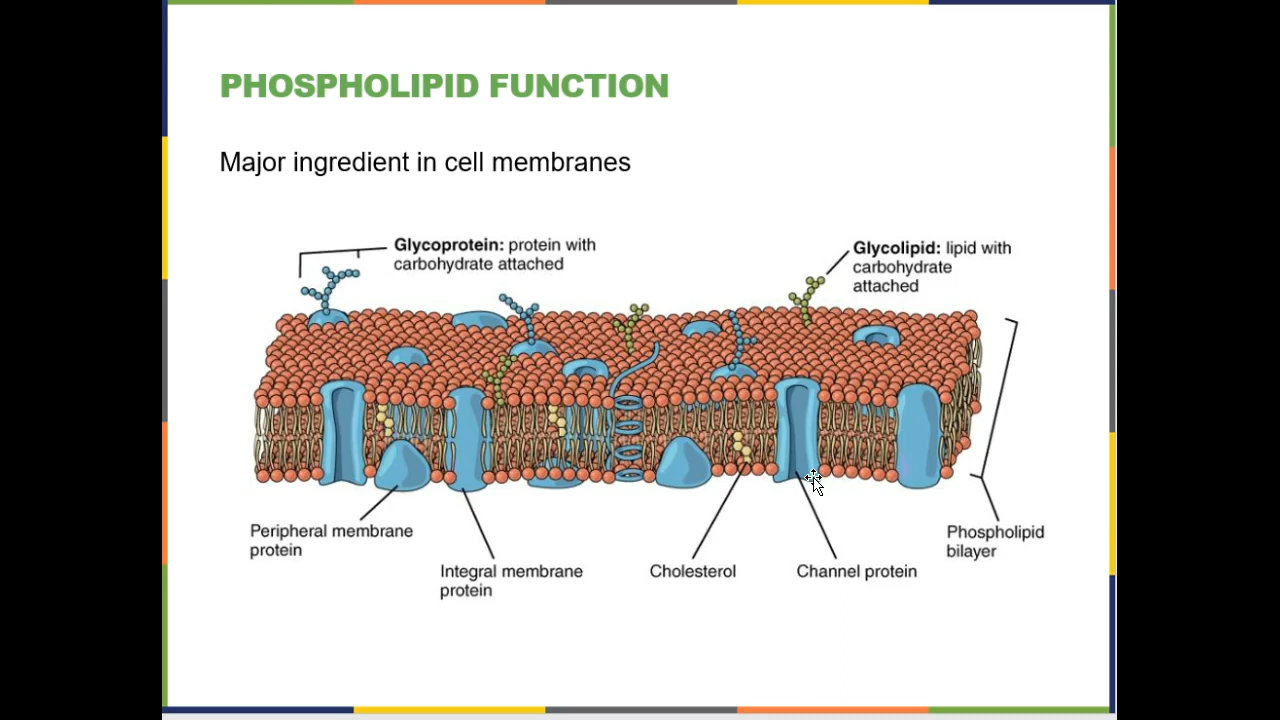 PHOSPHOLIPID FUNCTION
Major ingredient in cell membranes
Glycoprotein: protein with
carbohydrate attached
Glycolipid: lipid with
carbohydrate
attached
Peripheral membrane
protein
Integral membrane
protein
Cholesterol
Channel protein
Phospholipid
bilayer